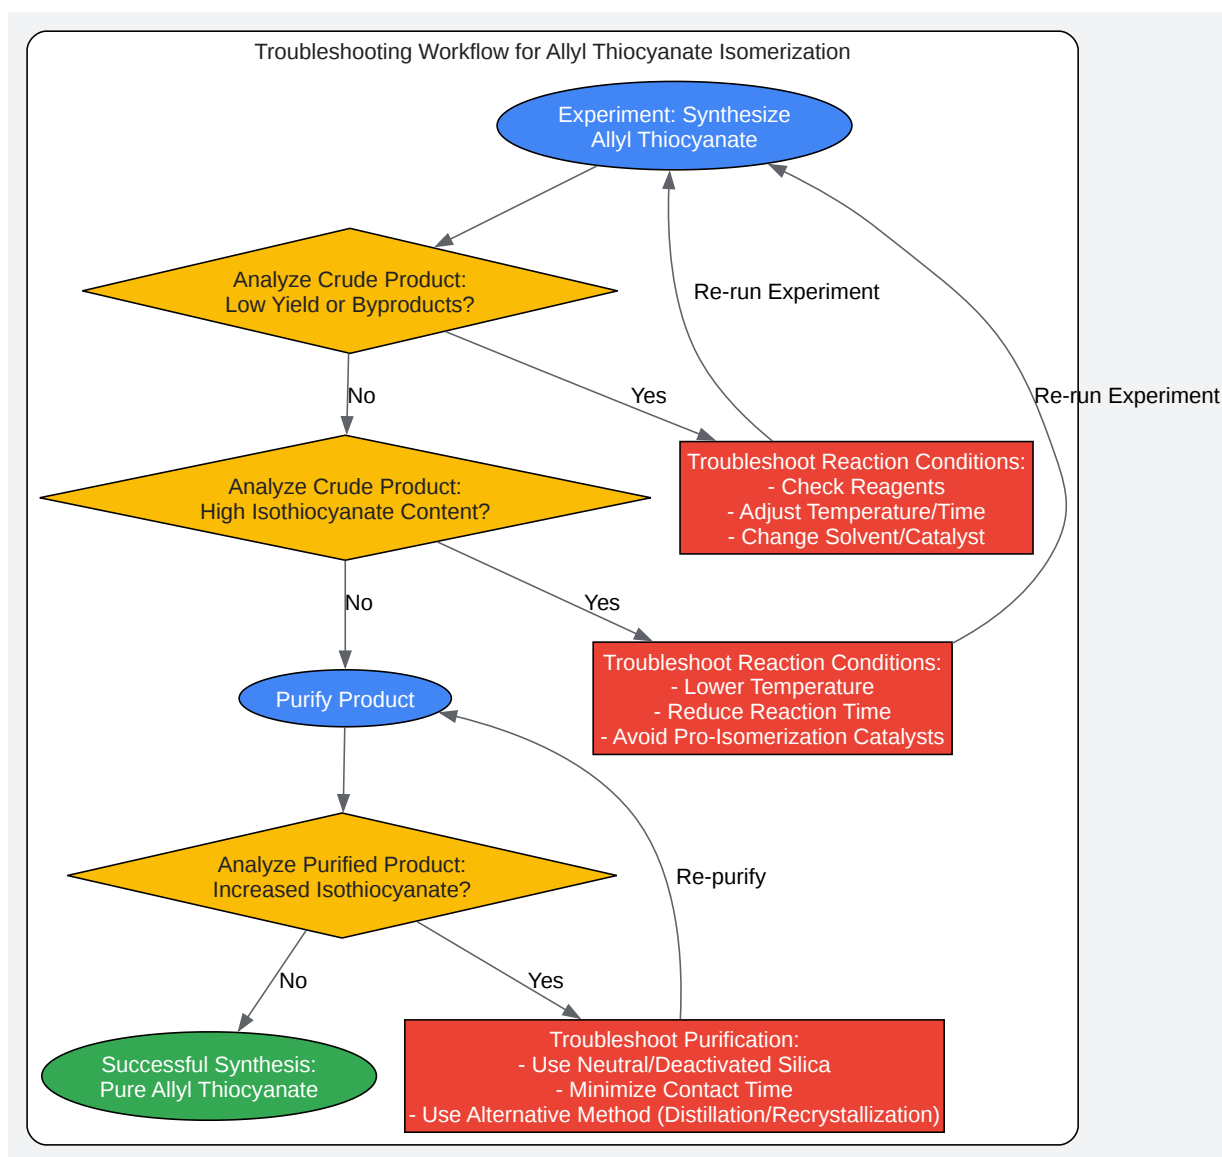 Troubleshooting Workflow for Allyl Thiocyanate Isomerization
Experiment: Synthesize
Allyl Thiocyanate
Analyze Crude Product:
Low Yield or Byproducts?
Re-run Experiment
No
Yes
Re-run Experiment
Troubleshoot Reaction Conditions:
- Check Reagents
- Adjust Temperature/Time
- Change Solvent/Catalyst
Analyze Crude Product:
High Isothiocyanate Content?
No
Yes
Troubleshoot Reaction Conditions:
- Lower Temperature
- Reduce Reaction Time
- Avoid Pro-Isomerization Catalysts
Purify Product
Analyze Purified Product:
Increased Isothiocyanate?
Re-purify
No
Yes
Successful Synthesis:
Pure Allyl Thiocyanate
Troubleshoot Purification:
- Use Neutral/Deactivated Silica
- Minimize Contact Time
- Use Alternative Method (Distillation/Recrystallization)